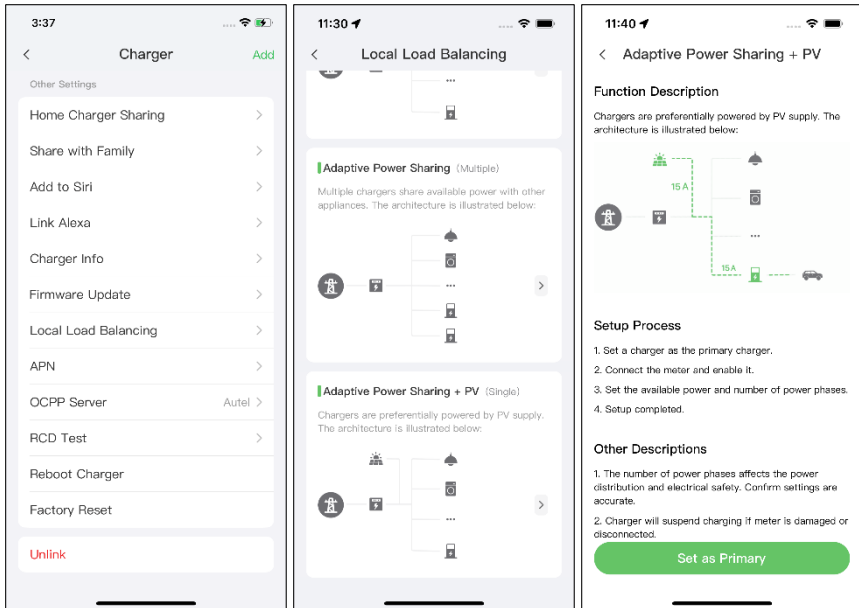 3:37
Charger
Add
Other Settings
Home Charger Sharing
Share with Family
Add to Siri
Link Alexa
Charger Info
Firmware Update
Local Load Balancing
APN
OCPP Server
Autel
RCD Test
Reboot Charger
Factory Reset
Unlink
11:30
Local Load Balancing
...
Adaptive Power Sharing (Multiple)
Multiple chargers share available power with other
appliances. The architecture is illustrated below:
...
Adaptive Power Sharing + PV (Single)
Chargers are preferentially powered by PV supply.
The architecture is illustrated below:
...
11:40
Adaptive Power Sharing + PV
Function Description
Chargers are preferentially powered by PV supply. The
architecture is illustrated below:
15 A
...
15A
Setup Process
1. Set a charger as the primary charger.
2. Connect the meter and enable it.
3. Set the available power and number of power phases.
4. Setup completed.
Other Descriptions
1. The number of power phases affects the power
distribution and electrical safety. Confirm settings are
accurate.
2. Charger will suspend charging if meter is damaged or
disconnected.
Set as Primary